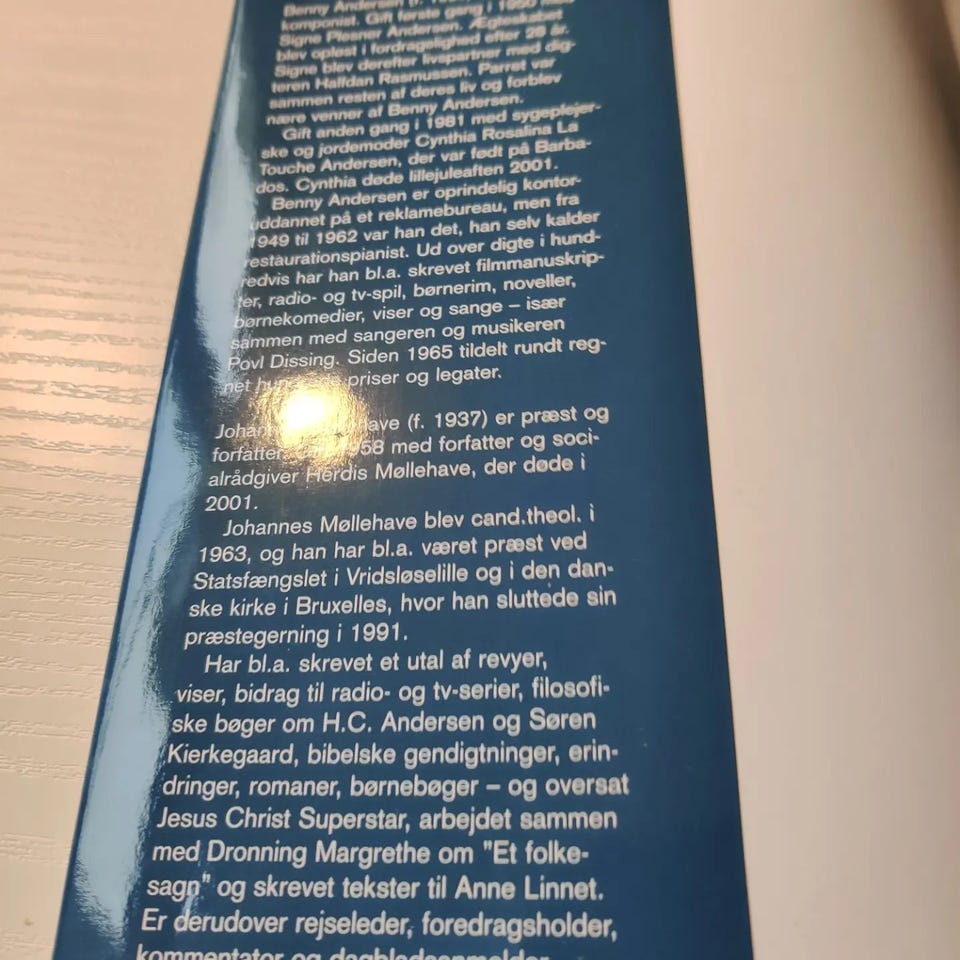 Benny Andersen
komponist. Gift første gang i 1950 med
Signe Plesner Andersen. Ægteskabet
blev opløst i fordragelighed efter 28 år.
Signe blev derefter livspartner med dig-
teren Halfdan Rasmussen. Parret var
sammen resten af deres liv og forblev
nære venner af Benny Andersen.
Gift anden gang i 1981 med sygeplejer-
ske og jordemoder Cynthia Rosalina La
Touche Andersen, der var født på Barba-
dos. Cynthia døde lillejuleaften 2001.
Benny Andersen er oprindelig kontor-
uddannet på et reklamebureau, men fra
1949 til 1962 var han det, han selv kalder
restaurationspianist. Ud over digte i hund-
redvis har han bl.a. skrevet filmmanuskrip-
ter, radio- og tv-spil, børnerim, noveller,
børnekomedier, viser og sange – især
sammen med sangeren og musikeren
Povl Dissing. Siden 1965 tildelt rundt reg-
net priser og legater.
(f. 1937) er præst og
forfatter. med forfatter og soci-
alrådgiver Herdis Møllehave, der døde i
2001.
Johannes Møllehave blev cand.theol. i
1963, og han har bl.a. været præst ved
Statsfængslet i Vridsløselille og i den dan-
ske kirke i Bruxelles, hvor han sluttede sin
præstegerning i 1991.
Har bl.a. skrevet et utal af revyer,
viser, bidrag til radio- og tv-serier, filosofi-
ske bøger om H.C. Andersen og Søren
Kierkegaard, bibelske gendigtninger, erin-
dringer, romaner, børnebøger – og oversat
Jesus Christ Superstar, arbejdet sammen
med Dronning Margrethe om "Et folke-
sagn" og skrevet tekster til Anne Linnet.
Er derudover rejseleder, foredragsholder,
kommentator og dagbladsanmelder.